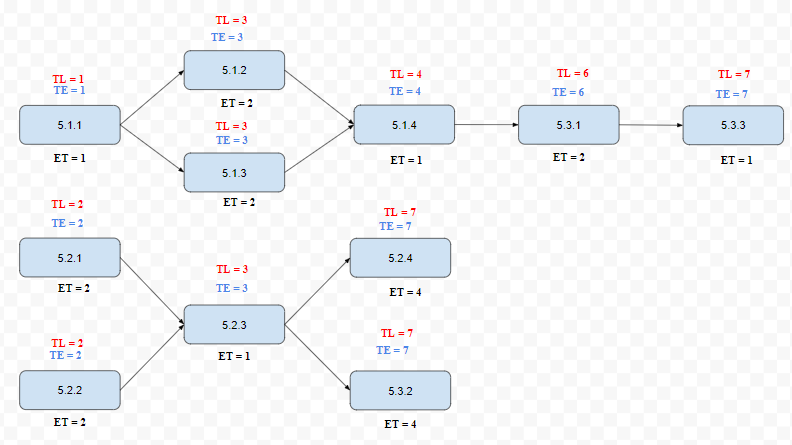 TL = 1
TE = 1
5.1.1
ET = 1
TL = 3
TE = 3
5.1.2
ET = 2
TL = 3
TE = 3
5.1.3
ET = 2
TL = 4
TE = 4
5.1.4
ET = 1
TL = 6
TE = 6
5.3.1
ET = 2
TL = 7
TE = 7
5.3.3
ET = 1
TL = 2
TE = 2
5.2.1
ET = 2
TL = 2
TE = 2
5.2.2
ET = 2
TL = 3
TE = 3
5.2.3
ET = 1
TL = 7
TE = 7
5.2.4
ET = 4
TL = 7
TE = 7
5.3.2
ET = 4